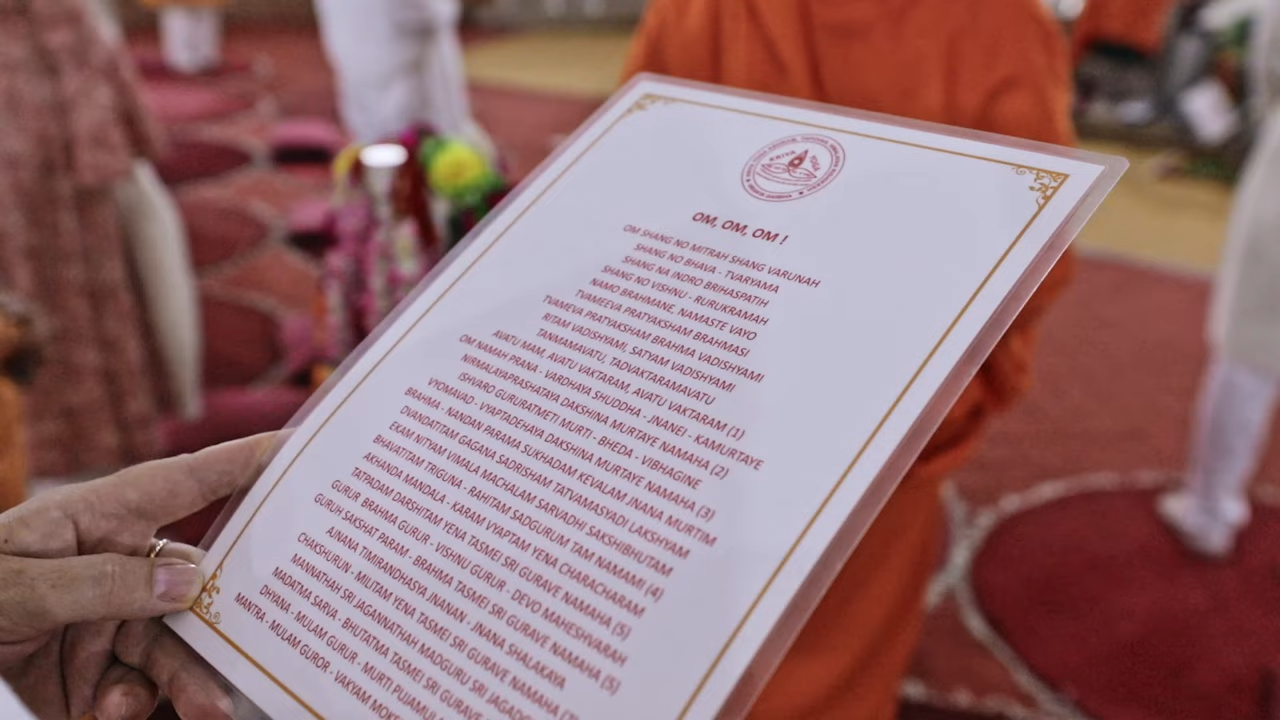 KRIYA YOGA
OM, OM, OM !
OM SHANG NO MITRAH SHANG VARUNAH
SHANG NO BHAVA - TVARYAMA
SHANG NA INDRO BRIHASPATIH
SHANG NO VISHNU - RURUKRAMAH
NAMO BRAHMANE, NAMASTE VAYO
TVAMEEVA PRATYAKSHAM BRAHMASI
TVAMEVA PRATYAKSHAM BRAHMA VADISHYAMI
RITAM VADISHYAMI, SATYAM VADISHYAMI
TANMAMAVATU, TADVAKTARAMAVATU
AVATU MAM, AVATU VAKTARAM, AVATU VAKTARAM (1)
OM NAMAH PRANA - VARDHAYA SHUDDHA - JNANEI - KAMURTAYE
NIRMALAYAPRASHATAYA DAKSHINA MURTAYE NAMAHA (2)
ISHVARO GURURATMETI MURTI - BHEDA - VIBHAGINE
VYOMAVAD - VYAPTADEHAYA DAKSHINA MURTAYE NAMAHA (3)
BRAHMA - NANDAN PARAMA SUKHADAM KEVALAM JNANA MURTIM
DVANDATTAM GAGANA SADRISHAM TATVAMASYADI LAKSHYAM
EKAM NITYAM VIMALA MACHALAM SARVADHI SAKSHIBHUTAM
BHAVATTAM TRIGUNA - RAHITAM SADGURUM TAM NAMAMI (4)
AKHANDA MANDALA - KARAM VYAPTAM YENA CHARACHARAM
TATPADAM DARSHITAM YENA TASMEI SRI GURAVE NAMAHA (5)
GURUR BRAHMA GURUR - VISHNU GURUR - DEVO MAHESHVARAH
GURUH SAKSHAT PARAM - BRAHMA TASMEI SRI GURAVE NAMAHA (5)
AJNANA TIMIRANDHASYA JNANAN - JNANA SHALAKAYA
CHAKSHURUN - MILITAM YENA TASMEI SRI GURAVE NAMAHA
MANNATHAH SRI JAGANNATHAH MADGURU SRI
MADATMA SARVA - BHUTATMA TASMEI SRI GURAVE
DHYANA - MULAM GURUR - MURTI
MANTRA - MULAM GUROR - VAKYAM